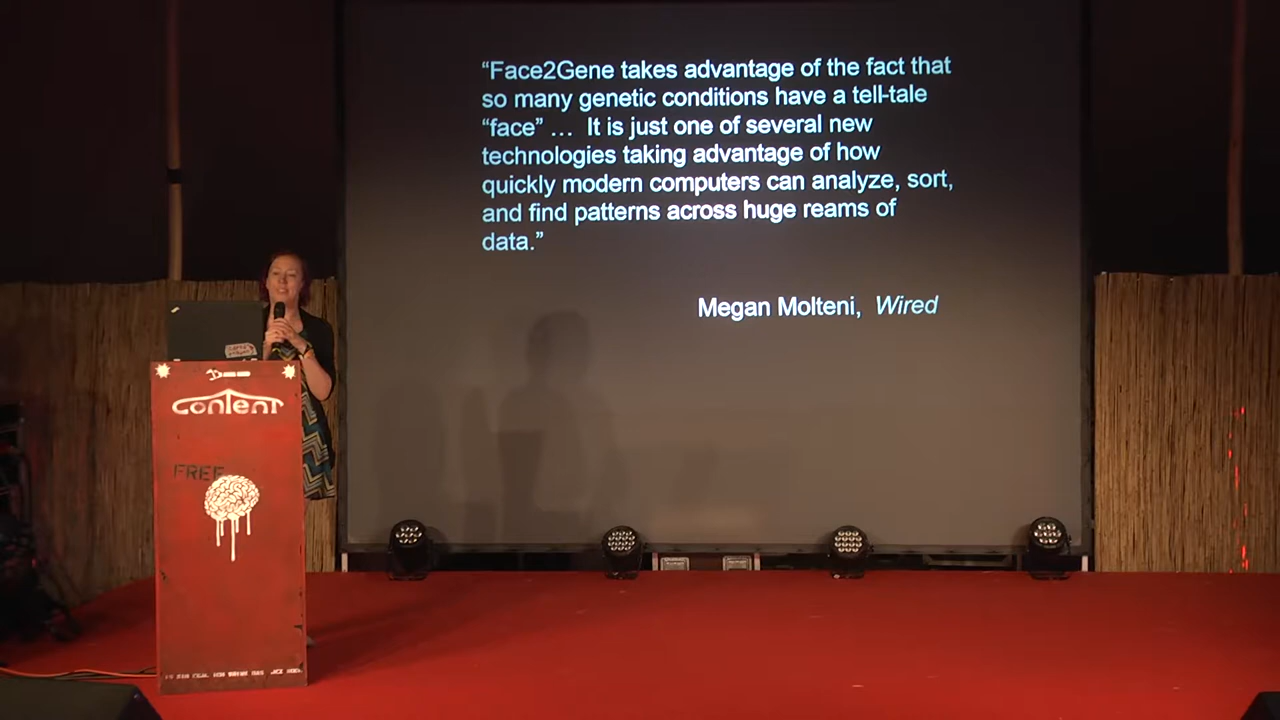 “Face2Gene takes advantage of the fact that
so many genetic conditions have a tell-tale
“face” … It is just one of several new
technologies taking advantage of how
quickly modern computers can analyze, sort,
and find patterns across huge reams of
data.”
Megan Molteni, Wired
CONTENT
FREE